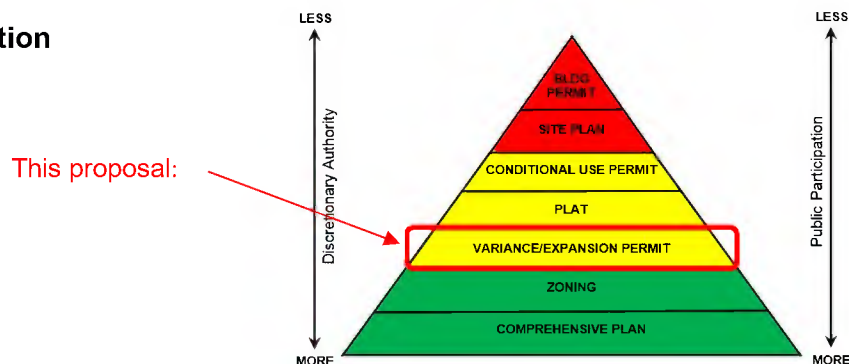 tion
LESS
LESS
BLDG
PERMIT
SITE PLAN
This proposal:
Discretionary Authority
CONDITIONAL USE PERMIT
Public Participation
PLAT
VARIANCE/EXPANSION PERMIT
ZONING
COMPREHENSIVE PLAN
MORE
MORE